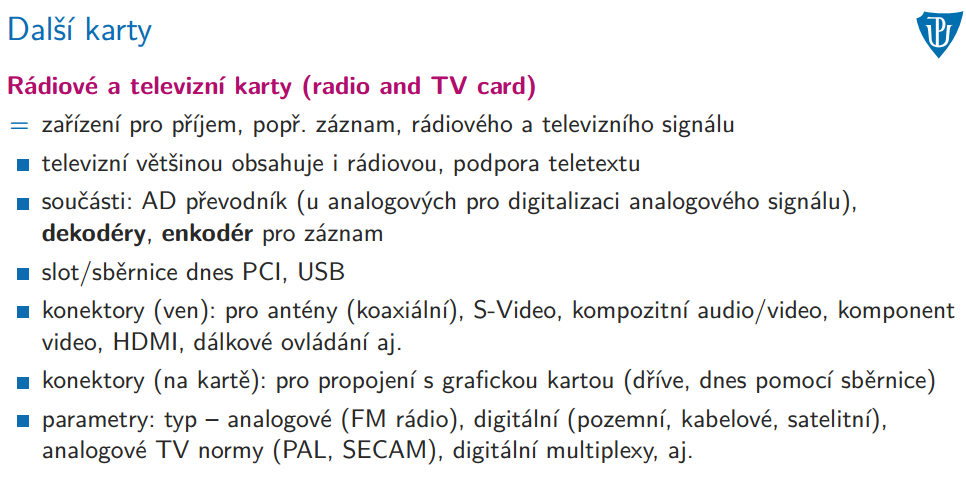 Další karty
Rádiové a televizní karty (radio and TV card)
= zařízení pro příjem, popř. záznam, rádiového a televizního signálu
■ televizní většinou obsahuje i rádiovou, podpora teletextu
■ součásti: AD převodník (u analogových pro digitalizaci analogového signálu),
dekodéry, enkodér pro záznam
■ slot/sběrnice dnes PCI, USB
■ konektory (ven): pro antény (koaxiální), S-Video, kompozitní audio/video, komponent
video, HDMI, dálkové ovládání aj.
■ konektory (na kartě): pro propojení s grafickou kartou (dříve, dnes pomocí sběrnice)
■ parametry: typ – analogové (FM rádio), digitální (pozemní, kabelové, satelitní),
analogové TV normy (PAL, SECAM), digitální multiplexy, aj.